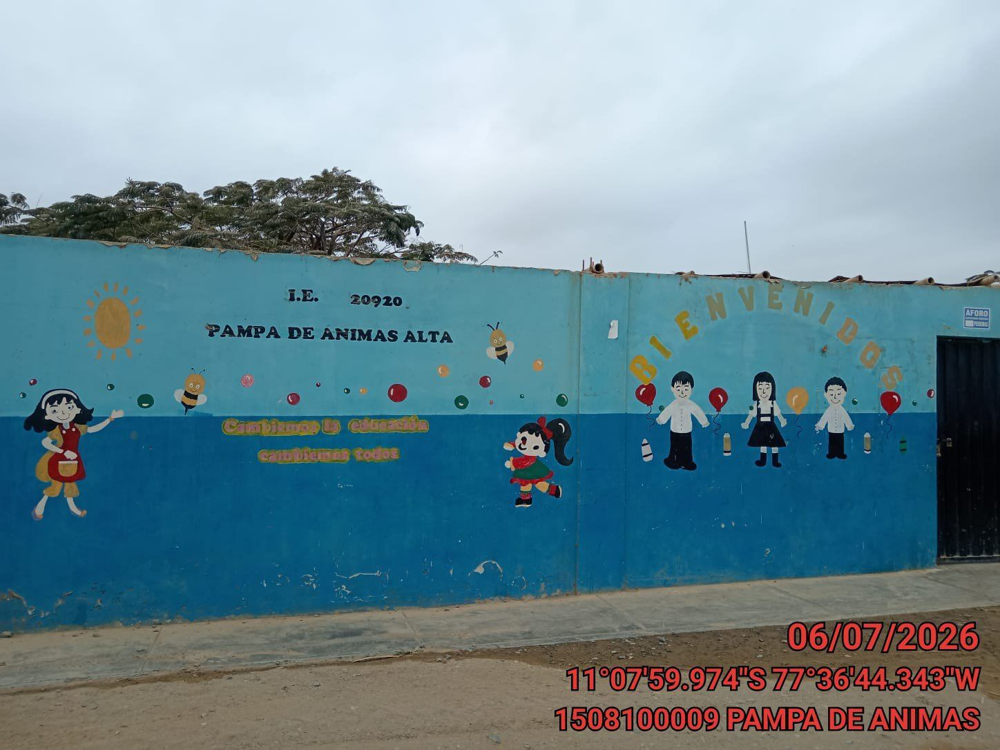 I.E. 20920
PAMPA DE ANIMAS ALTA
Cambiemos la educación
cambiemos todos
BIENVENIDOS
AFORO
PERSONAS
06/07/2026
11°07'59.974"S 77°36'44.343"W
1508100009 PAMPA DE ANIMAS